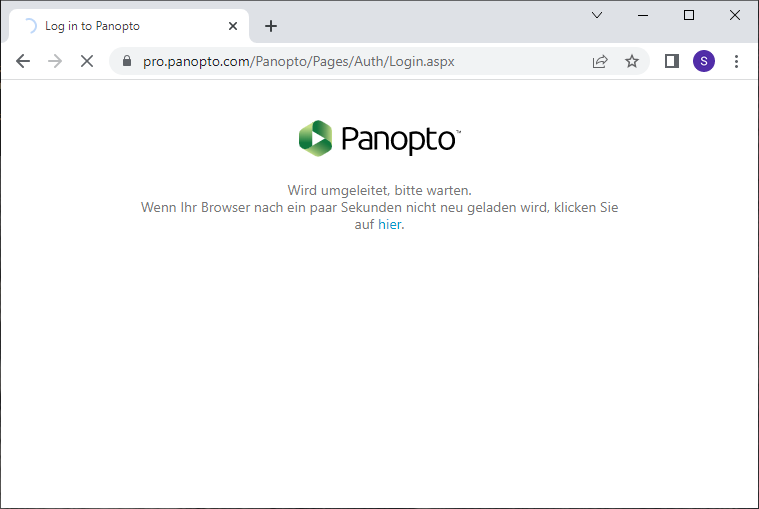 Log in to Panopto
pro.panopto.com/Panopto/Pages/Auth/Login.aspx
S
Panopto™
Wird umgeleitet, bitte warten.
Wenn Ihr Browser nach ein paar Sekunden nicht neu geladen wird, klicken Sie
auf hier.